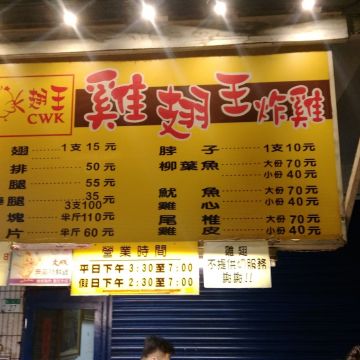 翅王
CWK
雞翅王炸雞
翅 1支 15元
排 50元
腿 55元
腿 35元
3支100
塊 半斤110元
片 半斤 60元
脖子 1支10元
柳葉魚 大份 70元
小份 40元
魷魚 大份 70元
雞心 小份 40元
尾椎 大份 70元
雞皮 小份 40元
營業時間
平日下午 3:30至7:00
假日下午 2:30至7:00
雞翅
不提供切服務
謝謝!!